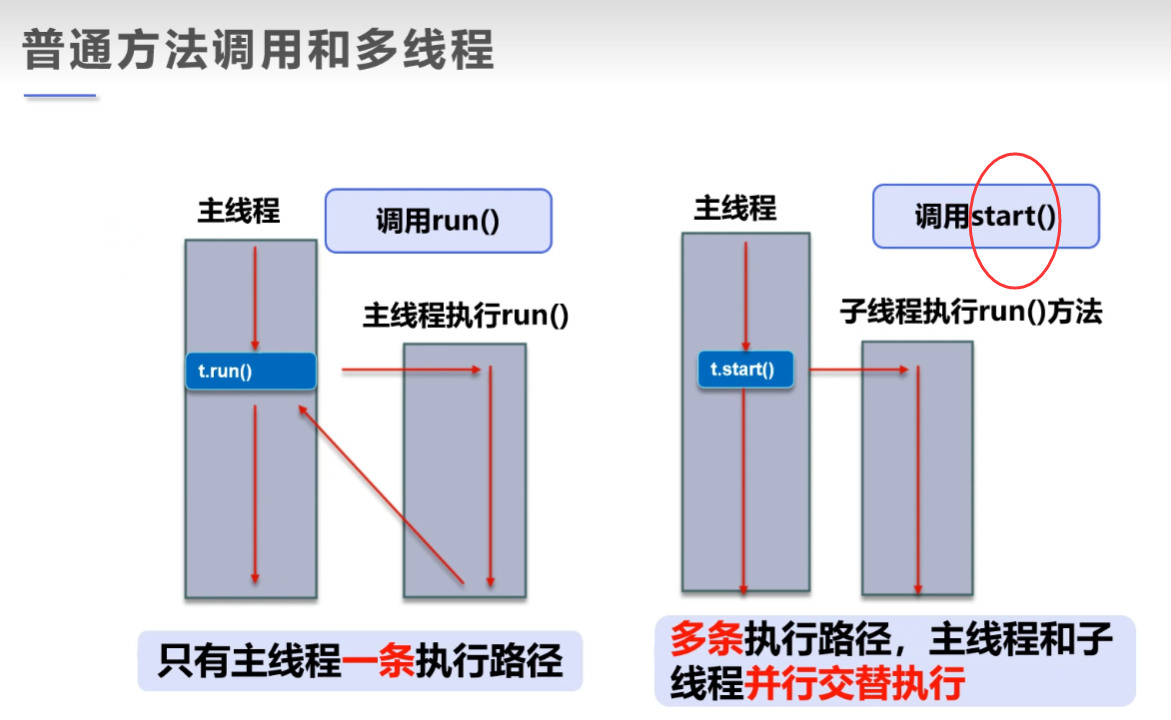 普通方法调用和多线程
主线程
调用run()
主线程执行run()
t.run()
只有主线程一条执行路径
主线程
调用start()
子线程执行run()方法
t.start()
多条执行路径，主线程和子
线程并行交替执行